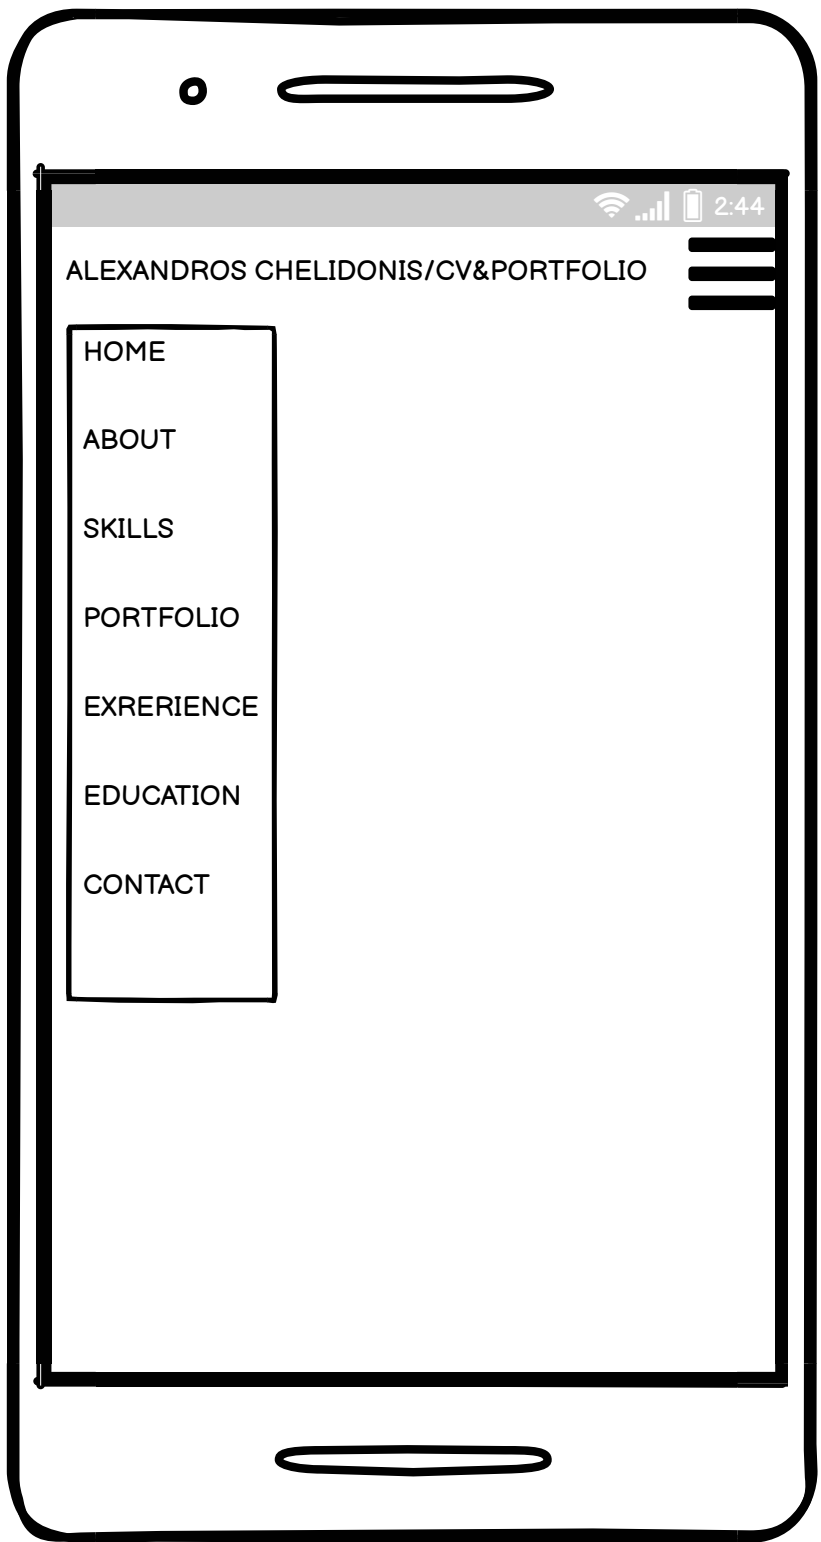 2:44
ALEXANDROS CHELIDONIS/CV&PORTFOLIO
HOME
ABOUT
SKILLS
PORTFOLIO
EXRERIENCE
EDUCATION
CONTACT